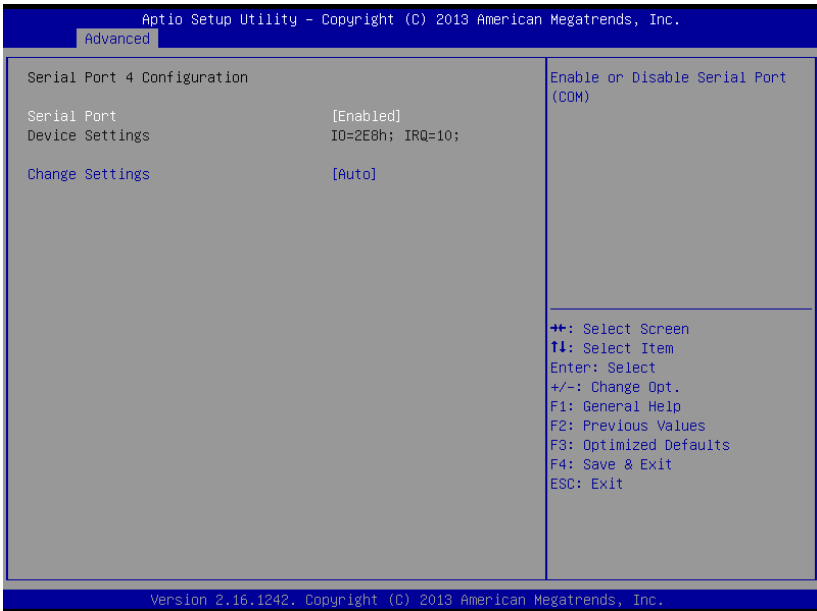 Aptio Setup Utility – Copyright (C) 2013 American Megatrends, Inc.
Advanced
Serial Port 4 Configuration
Serial Port [Enabled]
Device Settings IO=2E8h; IRQ=10;
Change Settings [Auto]
Enable or Disable Serial Port
(COM)
→←: Select Screen
↑↓: Select Item
Enter: Select
+/-: Change Opt.
F1: General Help
F2: Previous Values
F3: Optimized Defaults
F4: Save & Exit
ESC: Exit
Version 2.16.1242. Copyright (C) 2013 American Megatrends, Inc.